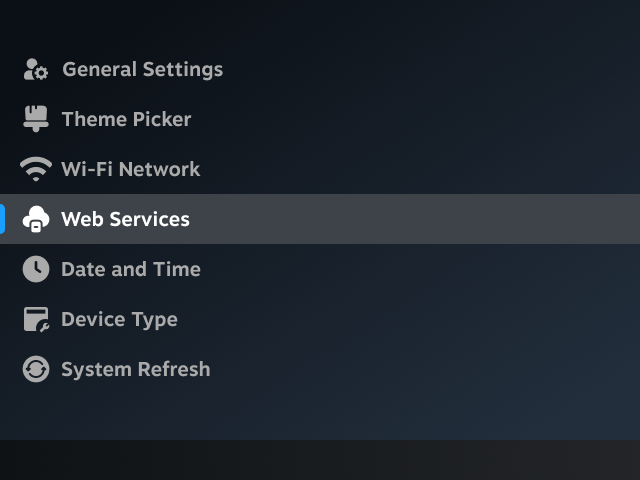 General Settings
Theme Picker
Wi-Fi Network
Web Services
Date and Time
Device Type
System Refresh